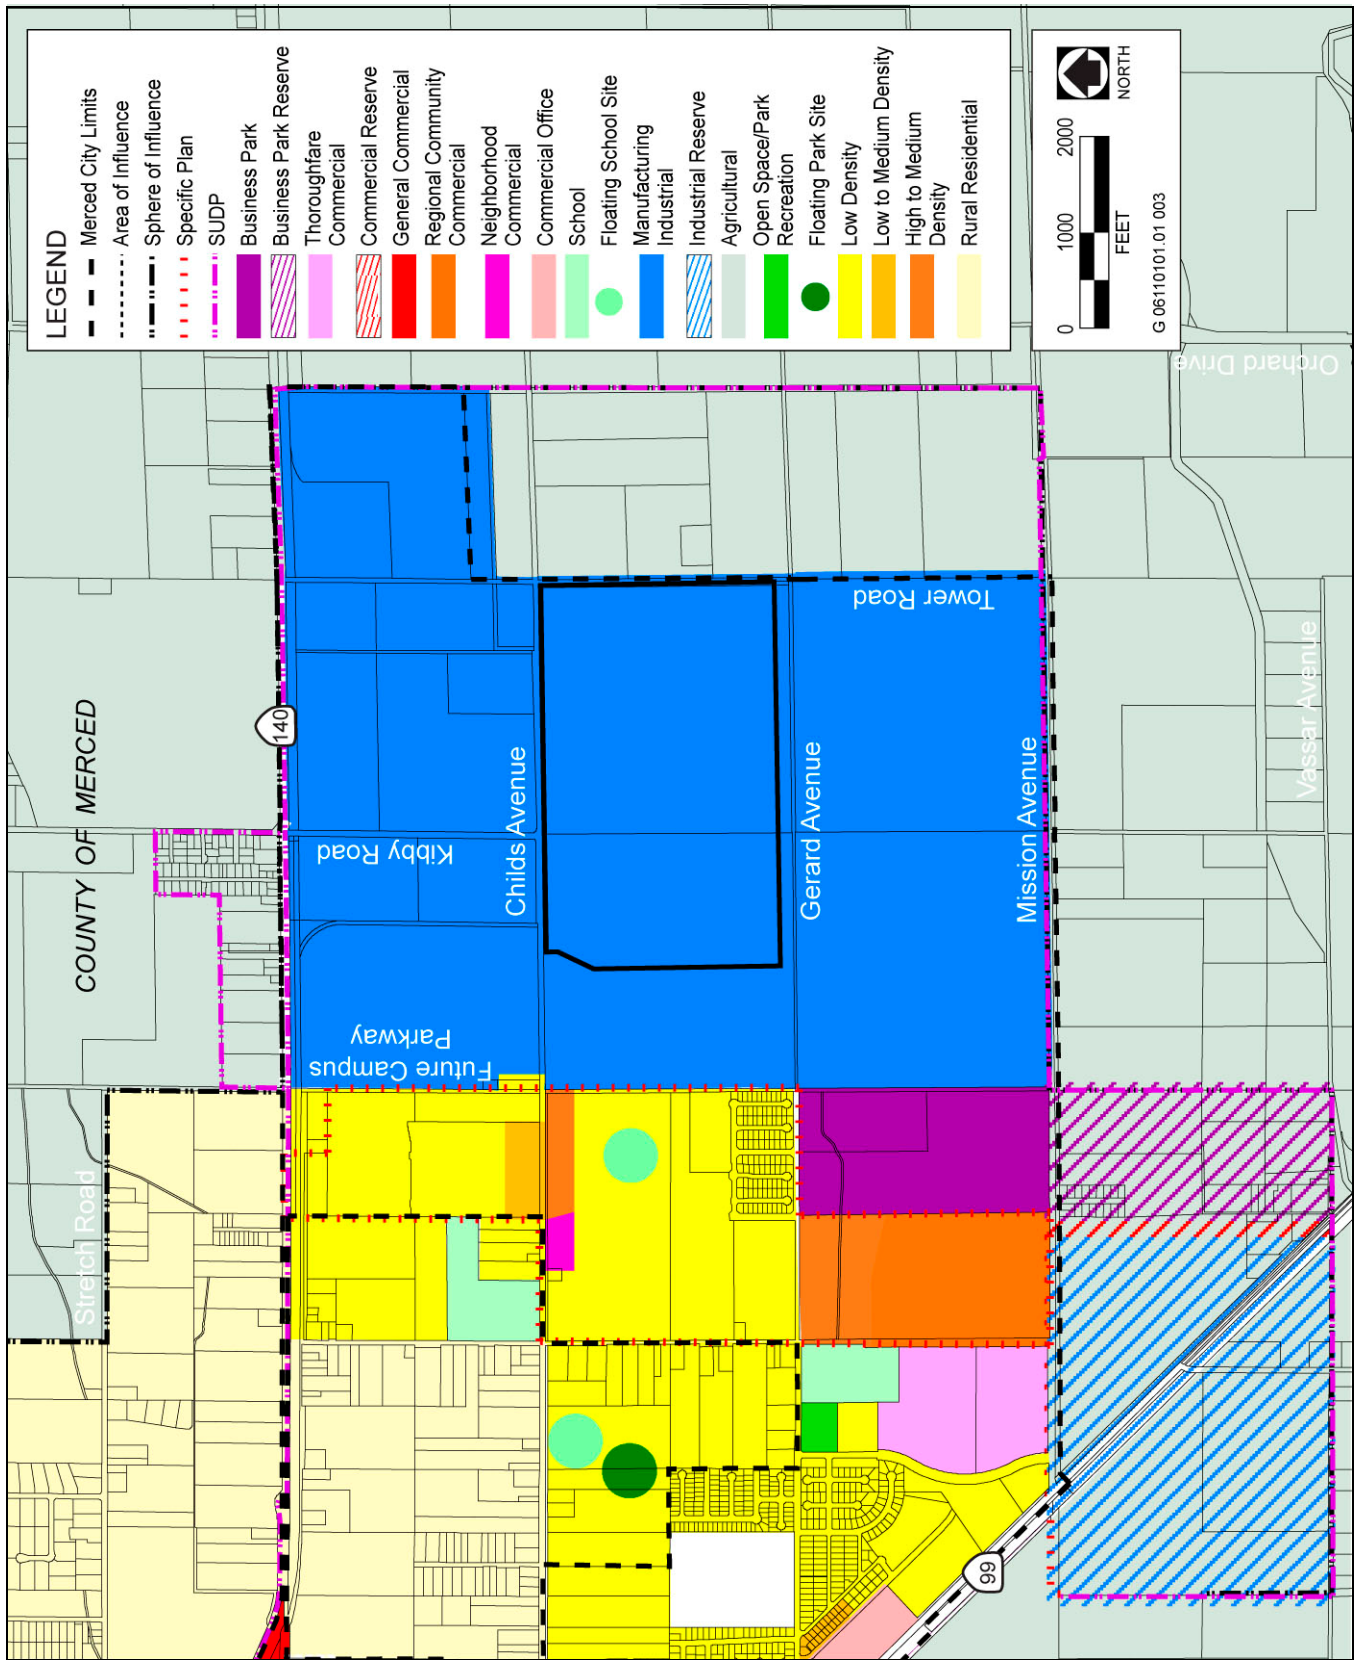 LEGEND
Merced City Limits
Area of Influence
Sphere of Influence
Specific Plan
SUDP
Business Park
Business Park Reserve
Thoroughfare
Commercial
Commercial Reserve
General Commercial
Regional Community
Commercial
Neighborhood
Commercial
Commercial Office
School
Floating School Site
Manufacturing
Industrial
Industrial Reserve
Agricultural
Open Space/Park
Recreation
Floating Park Site
Low Density
Low to Medium Density
High to Medium
Density
Rural Residential
0 1000 2000
FEET
NORTH
G 06110101.01 003
COUNTY OF MERCED
140
Stretch Road
Kibby Road
Future Campus
Parkway
Childs Avenue
Gerard Avenue
Tower Road
Mission Avenue
Orchard Drive
Vassar Avenue
99